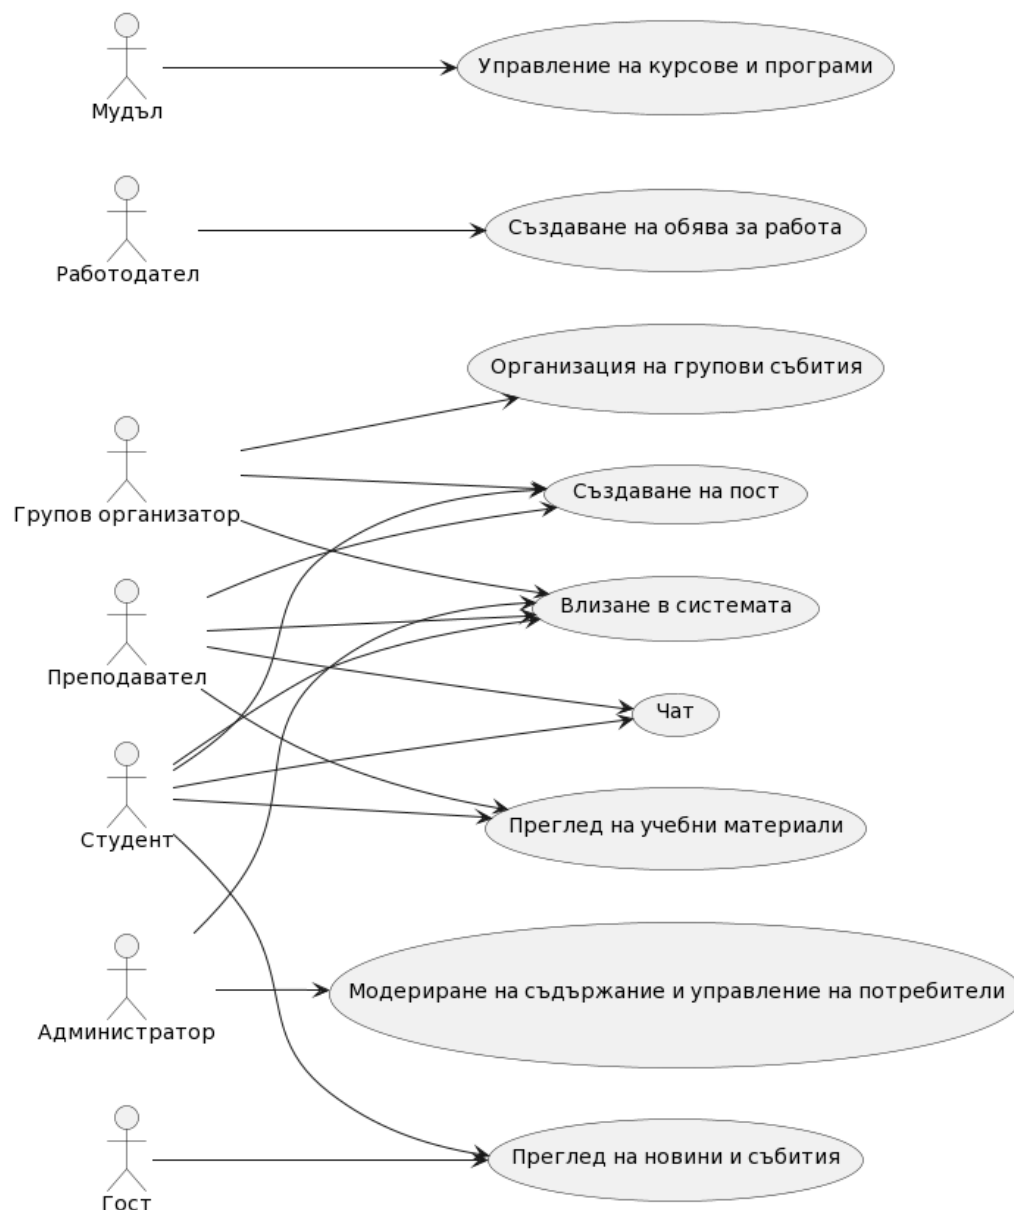 Мудъл
Управление на курсове и програми
Работодател
Създаване на обява за работа
Организация на групови събития
Групов организатор
Създаване на пост
Преподавател
Влизане в системата
Чат
Студент
Преглед на учебни материали
Администратор
Модериране на съдържание и управление на потребители
Гост
Преглед на новини и събития